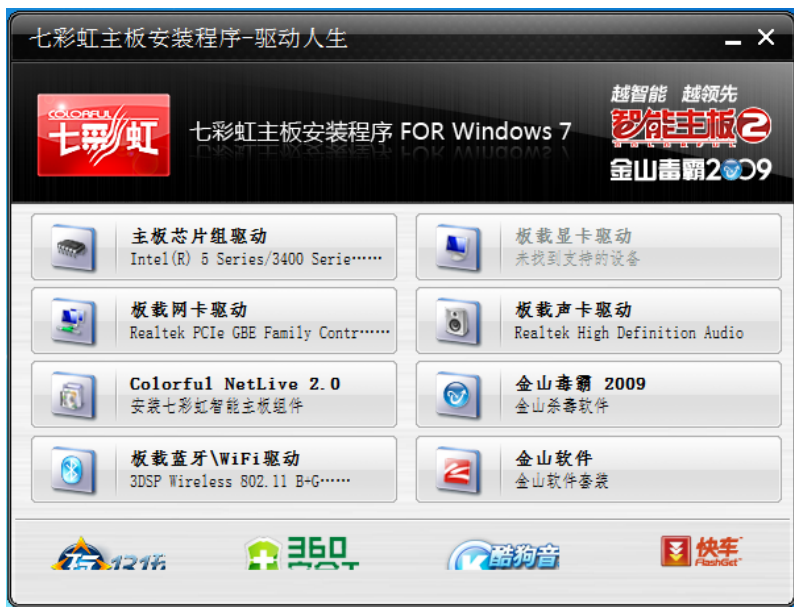 七彩虹主板安装程序-驱动人生
COLORFUL
七彩虹
七彩虹主板安装程序 FOR Windows 7
越智能 越领先
智能主板2
金山毒霸2009
主板芯片组驱动
Intel(R) 5 Series/3400 Serie……
板载显卡驱动
未找到支持的设备
板载网卡驱动
Realtek PCIe GBE Family Contr……
板载声卡驱动
Realtek High Definition Audio
Colorful NetLive 2.0
安装七彩虹智能主板组件
金山毒霸 2009
金山杀毒软件
板载蓝牙\WiFi驱动
3DSP Wireless 802.11 B+G……
金山软件
金山软件套装
360
酷狗音
快车
FlashGet